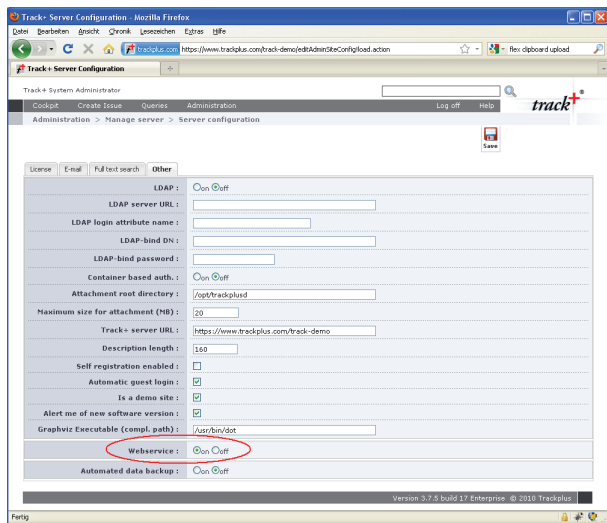 Track+ Server Configuration - Mozilla Firefox
Datei Bearbeiten Ansicht Chronik Lesezeichen Extras Hilfe
trackplus.com https://www.trackplus.com/track-demo/editAdminSiteConfig!load.action flex clipboard upload
Track+ Server Configuration
Track+ System Administrator
Cockpit Create Issue Queries Administration Log off Help track+
Administration > Manage server > Server configuration
Save
License E-mail Full text search Other
LDAP : on off
LDAP server URL :
LDAP login attribute name :
LDAP-bind DN :
LDAP-bind password :
Container based auth. : on off
Attachment root directory : /opt/trackplusd
Maximum size for attachment (MB) : 20
Track+ server URL : https://www.trackplus.com/track-demo
Description length : 160
Self registration enabled :
Automatic guest login :
Is a demo site :
Alert me of new software version :
Graphviz Executable (compl. path) : /usr/bin/dot
Webservice : on off
Automated data backup : on off
Version 3.7.5 build 17 Enterprise © 2010 Trackplus
Fertig